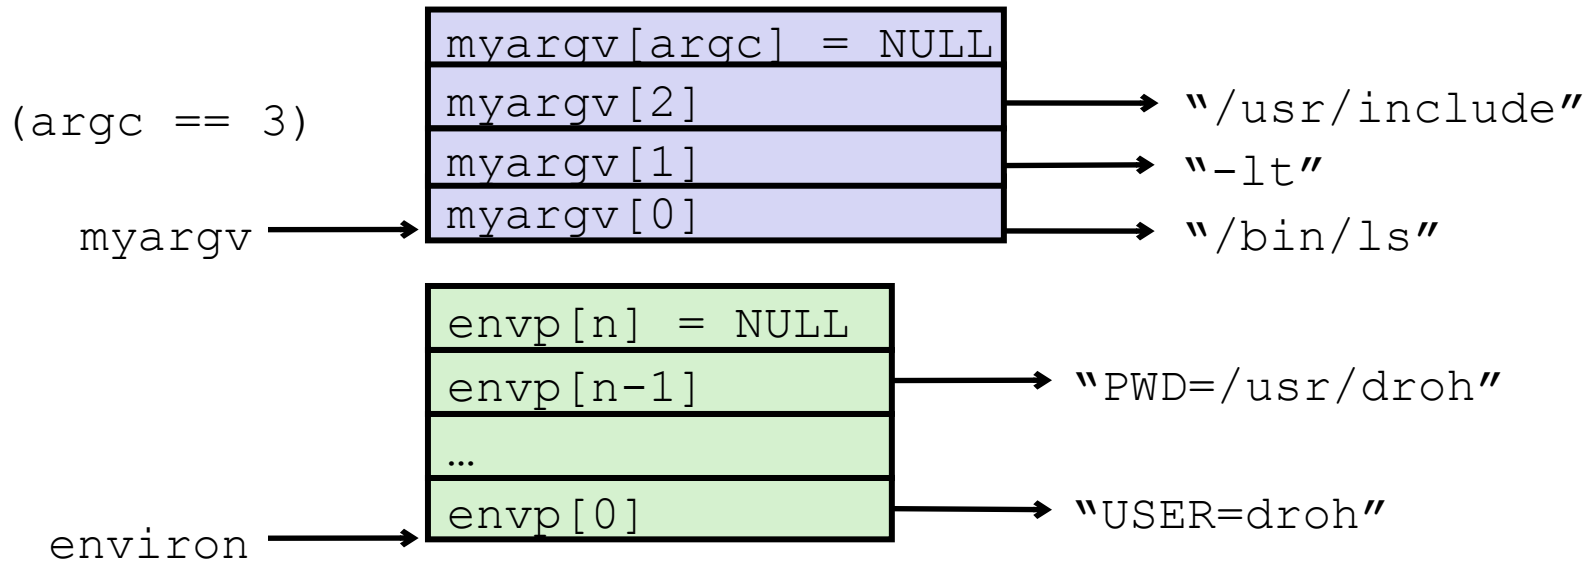 myargv[argc] = NULL
(argc == 3)
myargv[2]
“/usr/include”
myargv[1]
“-lt”
myargv
myargv[0]
“/bin/ls”
envp[n] = NULL
envp[n-1]
“PWD=/usr/droh”
…
environ
envp[0]
“USER=droh”